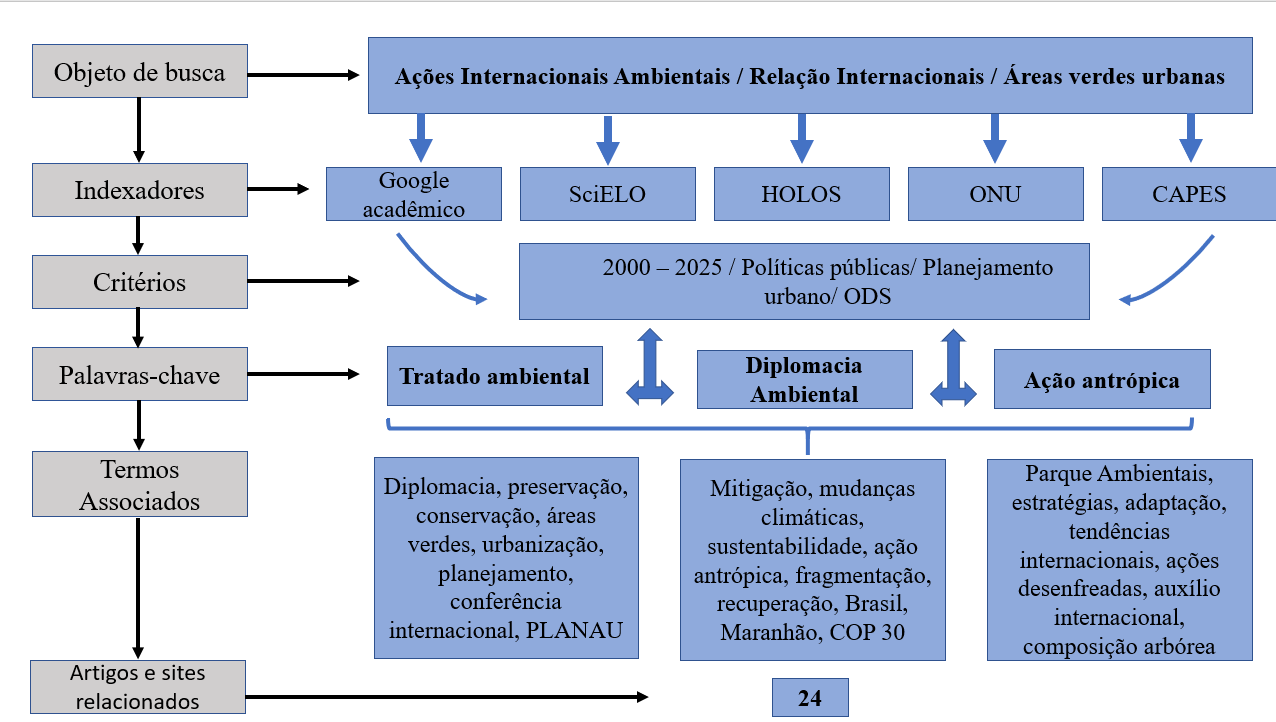 Objeto de busca
Ações Internacionais Ambientais / Relação Internacionais / Áreas verdes urbanas
Indexadores
Google
acadêmico
SciELO
HOLOS
ONU
CAPES
Critérios
2000 – 2025 / Políticas públicas/ Planejamento
urbano/ ODS
Palavras-chave
Tratado ambiental
Diplomacia
Ambiental
Ação antrópica
Termos
Associados
Diplomacia, preservação,
conservação, áreas
verdes, urbanização,
planejamento,
conferência
internacional, PLANAU
Mitigação, mudanças
climáticas,
sustentabilidade, ação
antrópica, fragmentação,
recuperação, Brasil,
Maranhão, COP 30
Parque Ambientais,
estratégias, adaptação,
tendências
internacionais, ações
desenfreadas, auxílio
internacional,
composição arbórea
Artigos e sites
relacionados
24